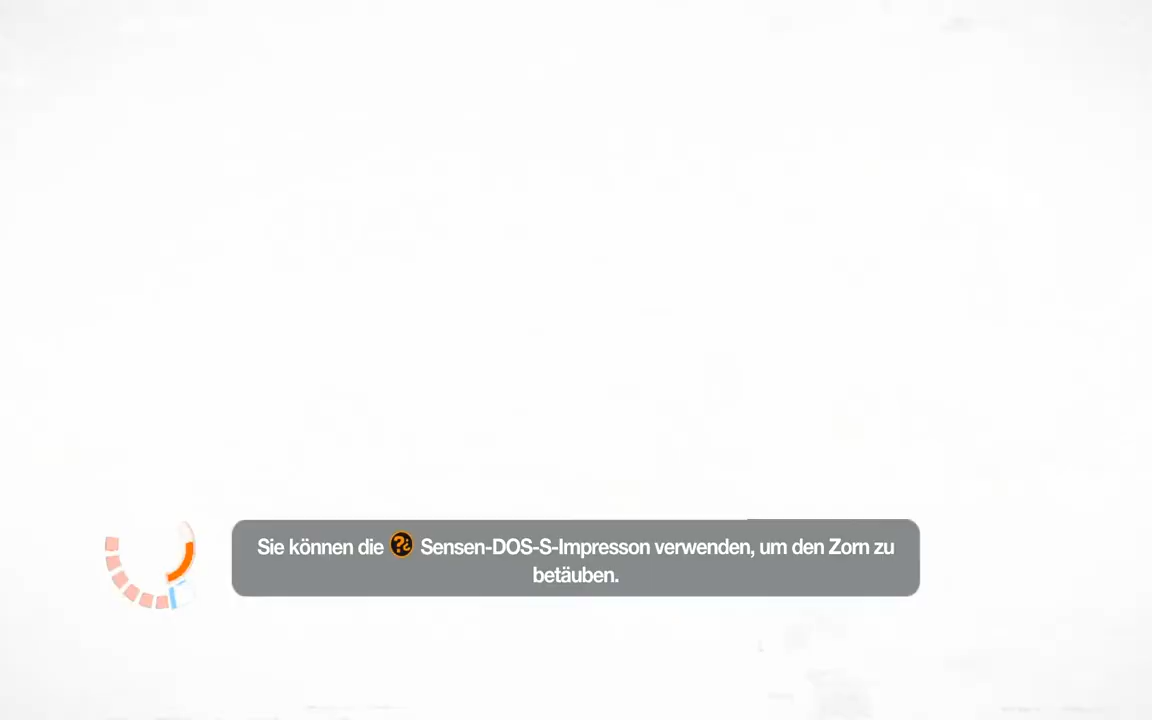 Sie können die ?¿ Sensen-DOS-S-Impresson verwenden, um den Zorn zu
betäuben.